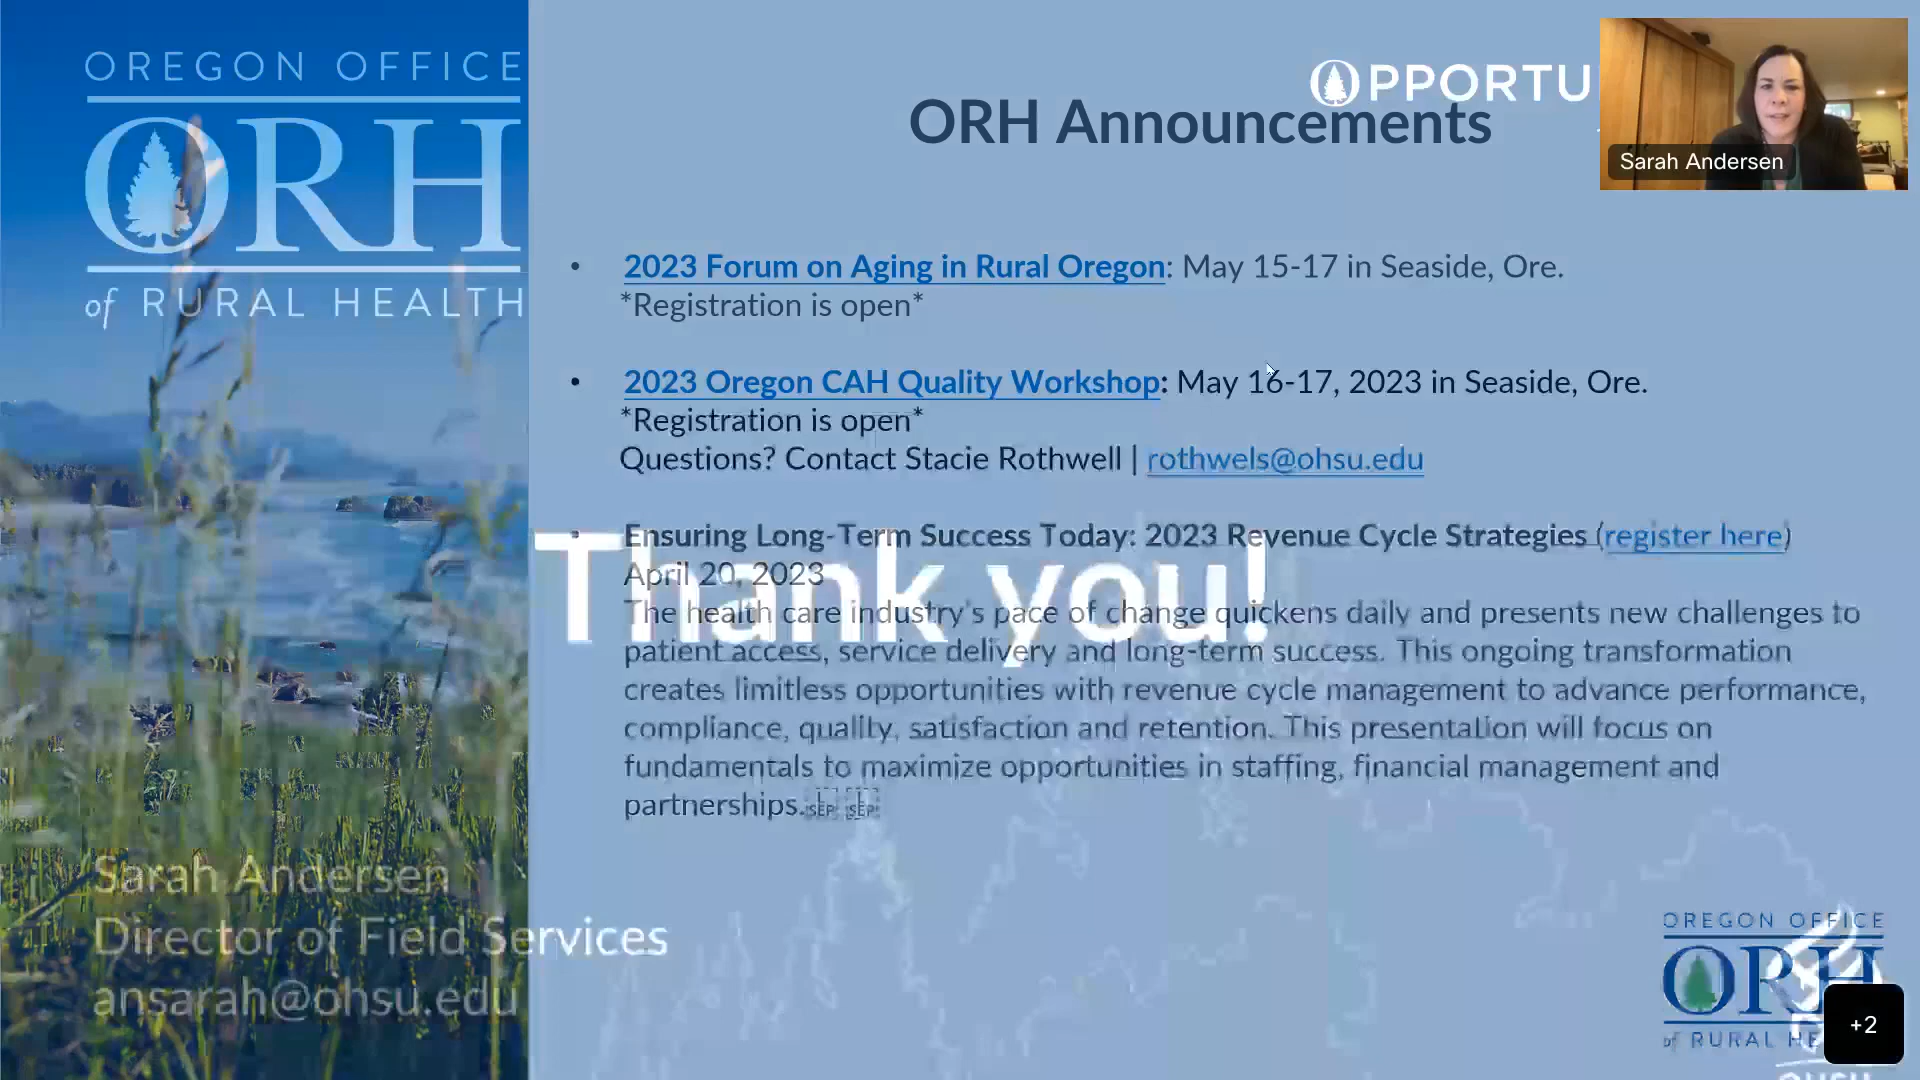 OREGON OFFICE
ORH
of RURAL HEALTH
OPPORTU
ORH Announcements
Sarah Andersen
• 2023 Forum on Aging in Rural Oregon: May 15-17 in Seaside, Ore.
*Registration is open*
• 2023 Oregon CAH Quality Workshop: May 16-17, 2023 in Seaside, Ore.
*Registration is open*
Questions? Contact Stacie Rothwell | rothwels@ohsu.edu
• Ensuring Long-Term Success Today: 2023 Revenue Cycle Strategies (register here)
April 20, 2023
Thank you!
The health care industry's pace of change quickens daily and presents new challenges to
patient access, service delivery and long-term success. This ongoing transformation
creates limitless opportunities with revenue cycle management to advance performance,
compliance, quality, satisfaction and retention. This presentation will focus on
fundamentals to maximize opportunities in staffing, financial management and
partnerships.
SEP SEP
Sarah Andersen
Director of Field Services
ansarah@ohsu.edu
OREGON OFFICE
ORH
of RURAL HE
OHSU
+2